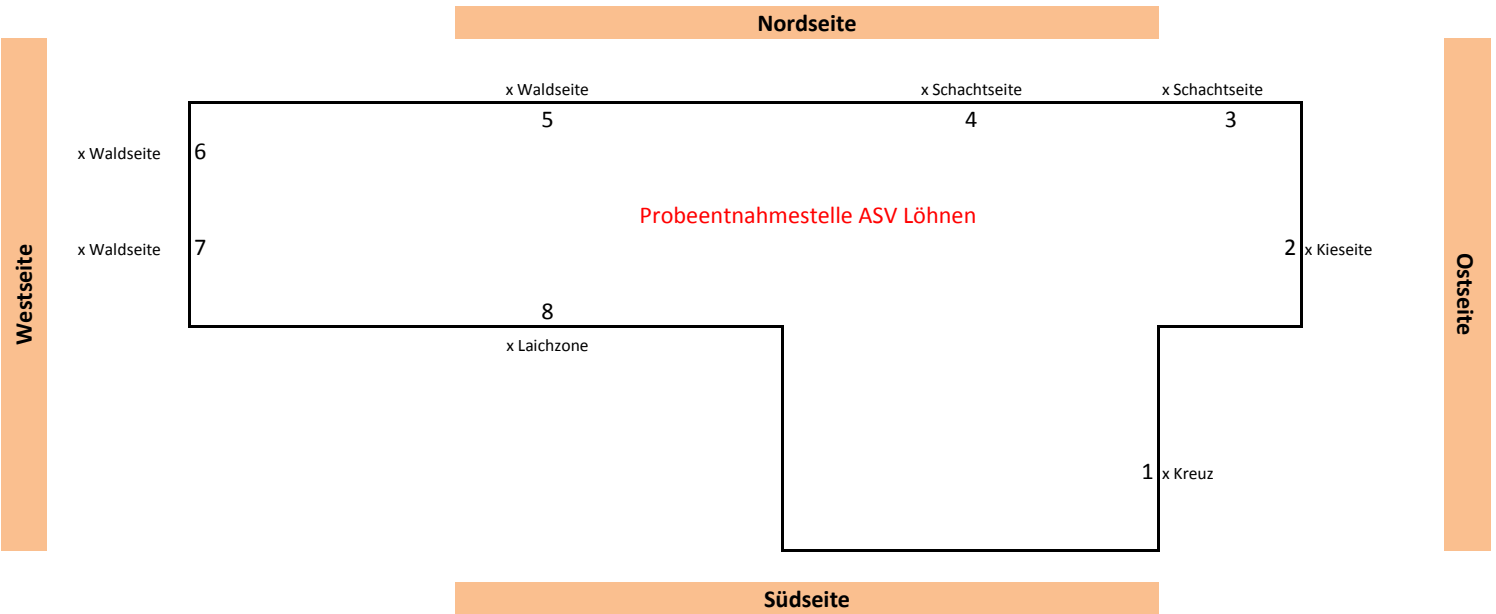 Nordseite
x Waldseite x Schachtseite x Schachtseite
5 4 3
x Waldseite 6
Probeentnahmestelle ASV Löhnen
x Waldseite 7
2 x Kieseite
Westseite
Ostseite
8
x Laichzone
1 x Kreuz
Südseite